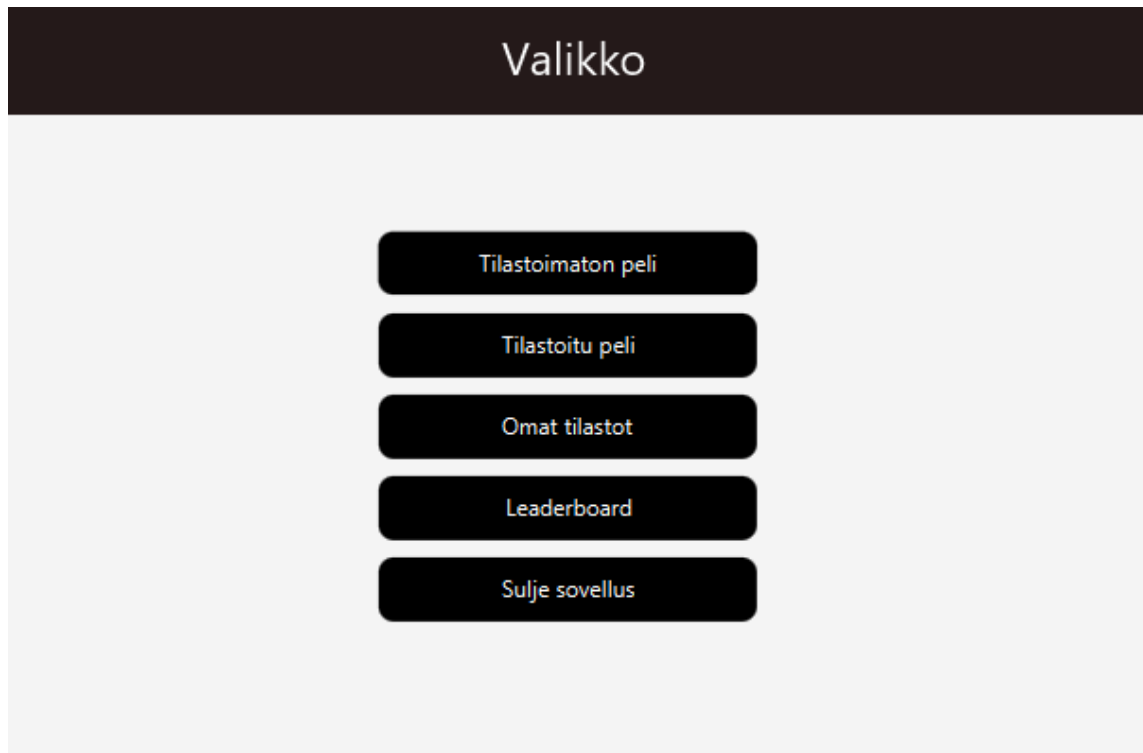 Valikko
Tilastoimaton peli
Tilastoitu peli
Omat tilastot
Leaderboard
Sulje sovellus